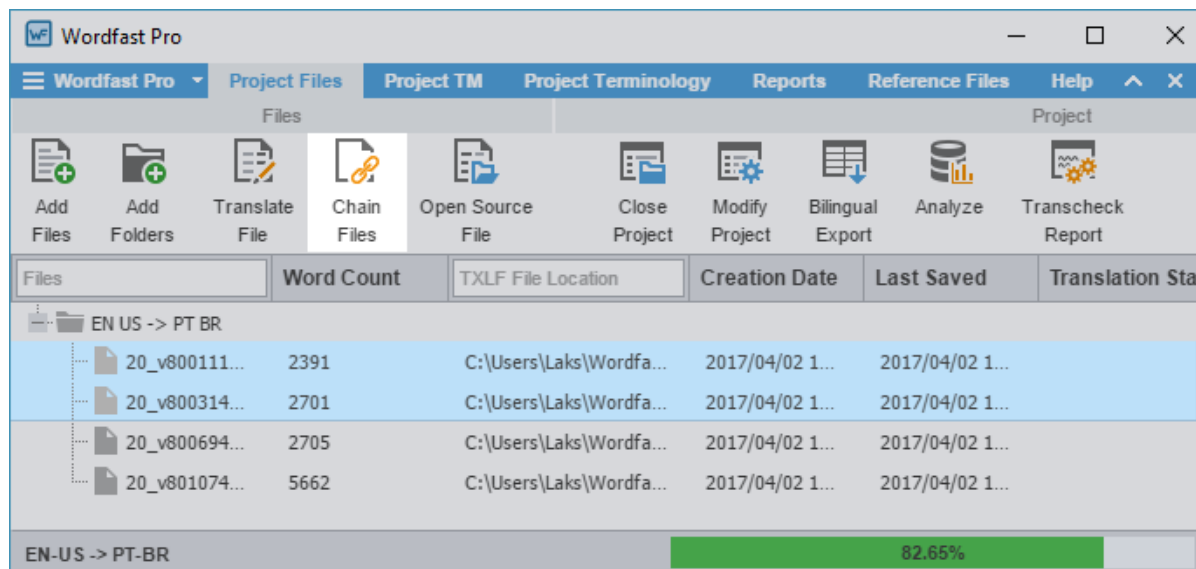 WF Wordfast Pro
Wordfast Pro Project Files Project TM Project Terminology Reports Reference Files Help
Files Project
Add Files Add Folders Translate File Chain Files Open Source File Close Project Modify Project Bilingual Export Analyze Transcheck Report
Files Word Count TXLF File Location Creation Date Last Saved Translation Sta
EN US -> PT BR
20_v800111... 2391 C:\Users\Laks\Wordfa... 2017/04/02 1... 2017/04/02 1...
20_v800314... 2701 C:\Users\Laks\Wordfa... 2017/04/02 1... 2017/04/02 1...
20_v800694... 2705 C:\Users\Laks\Wordfa... 2017/04/02 1... 2017/04/02 1...
20_v801074... 5662 C:\Users\Laks\Wordfa... 2017/04/02 1... 2017/04/02 1...
EN-US -> PT-BR 82.65%